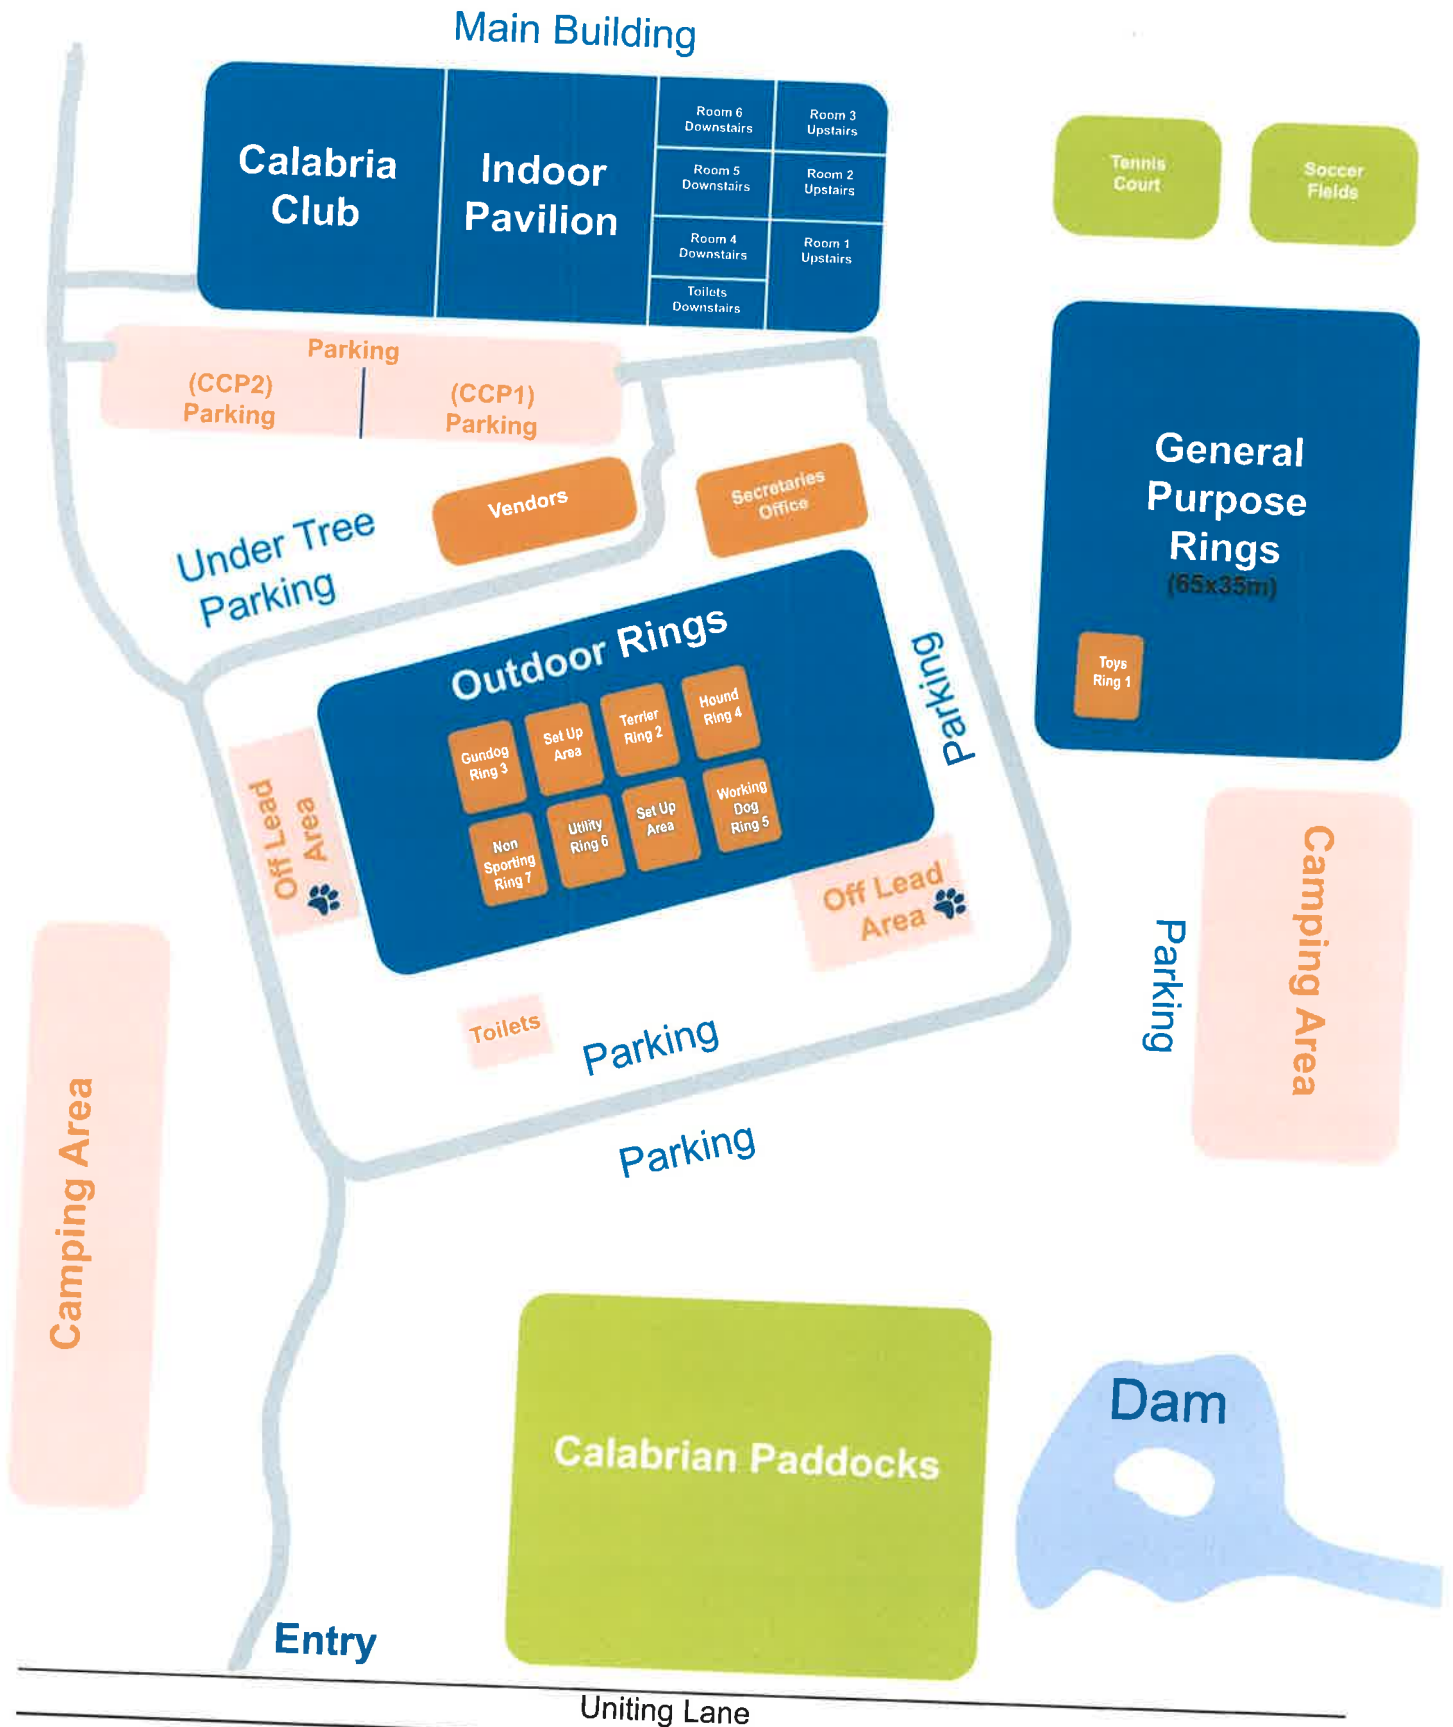 Main Building
Calabria
Club
Indoor
Pavilion
Room 6
Downstairs
Room 3
Upstairs
Room 5
Downstairs
Room 2
Upstairs
Room 4
Downstairs
Room 1
Upstairs
Toilets
Downstairs
Tennis
Court
Soccer
Fields
Parking
(CCP2)
Parking
(CCP1)
Parking
Vendors
Secretaries
Office
Under Tree
Parking
General
Purpose
Rings
(65x35m)
Toys
Ring 1
Outdoor Rings
Gundog
Ring 3
Set Up
Area
Terrier
Ring 2
Hound
Ring 4
Non
Sporting
Ring 7
Utility
Ring 6
Set Up
Area
Working
Dog
Ring 5
Parking
Off Lead
Area
Off Lead
Area
Toilets
Parking
Parking
Parking
Camping Area
Camping Area
Calabrian Paddocks
Dam
Entry
Uniting Lane